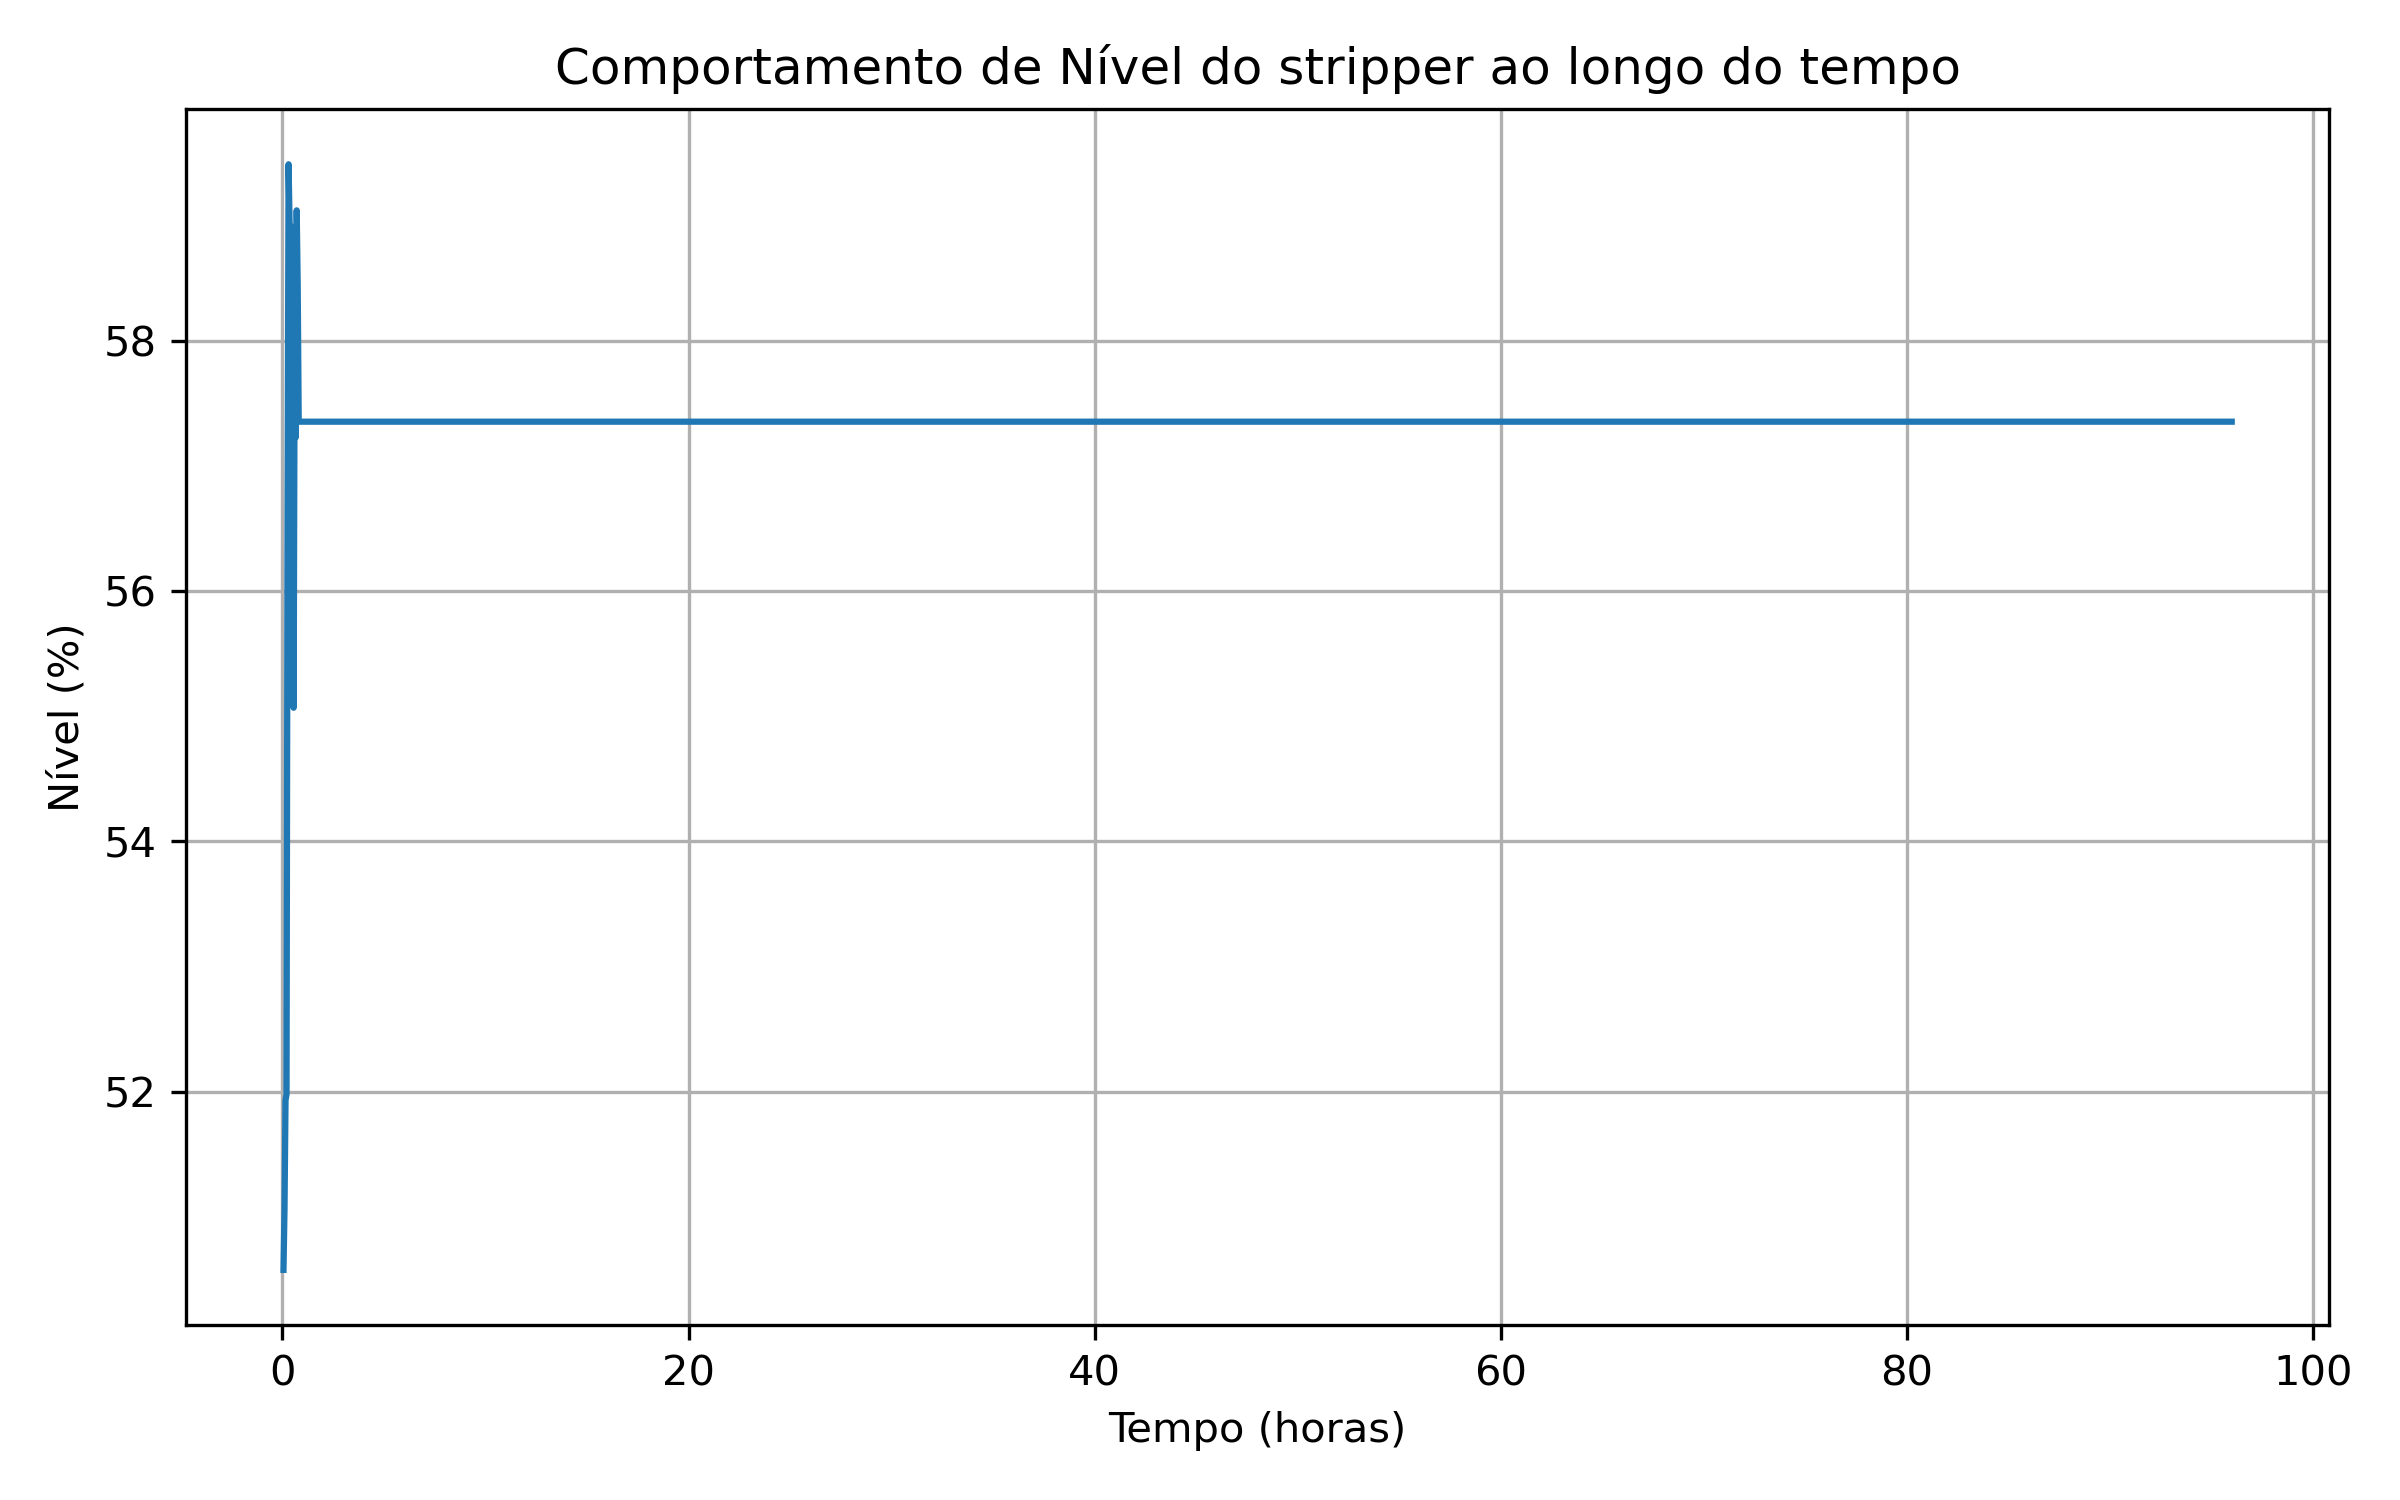 Comportamento de Nível do stripper ao longo do tempo
58
56
54
52
Nível (%)
0 20 40 60 80 100
Tempo (horas)